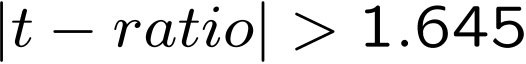 |t − ratio| > 1.645